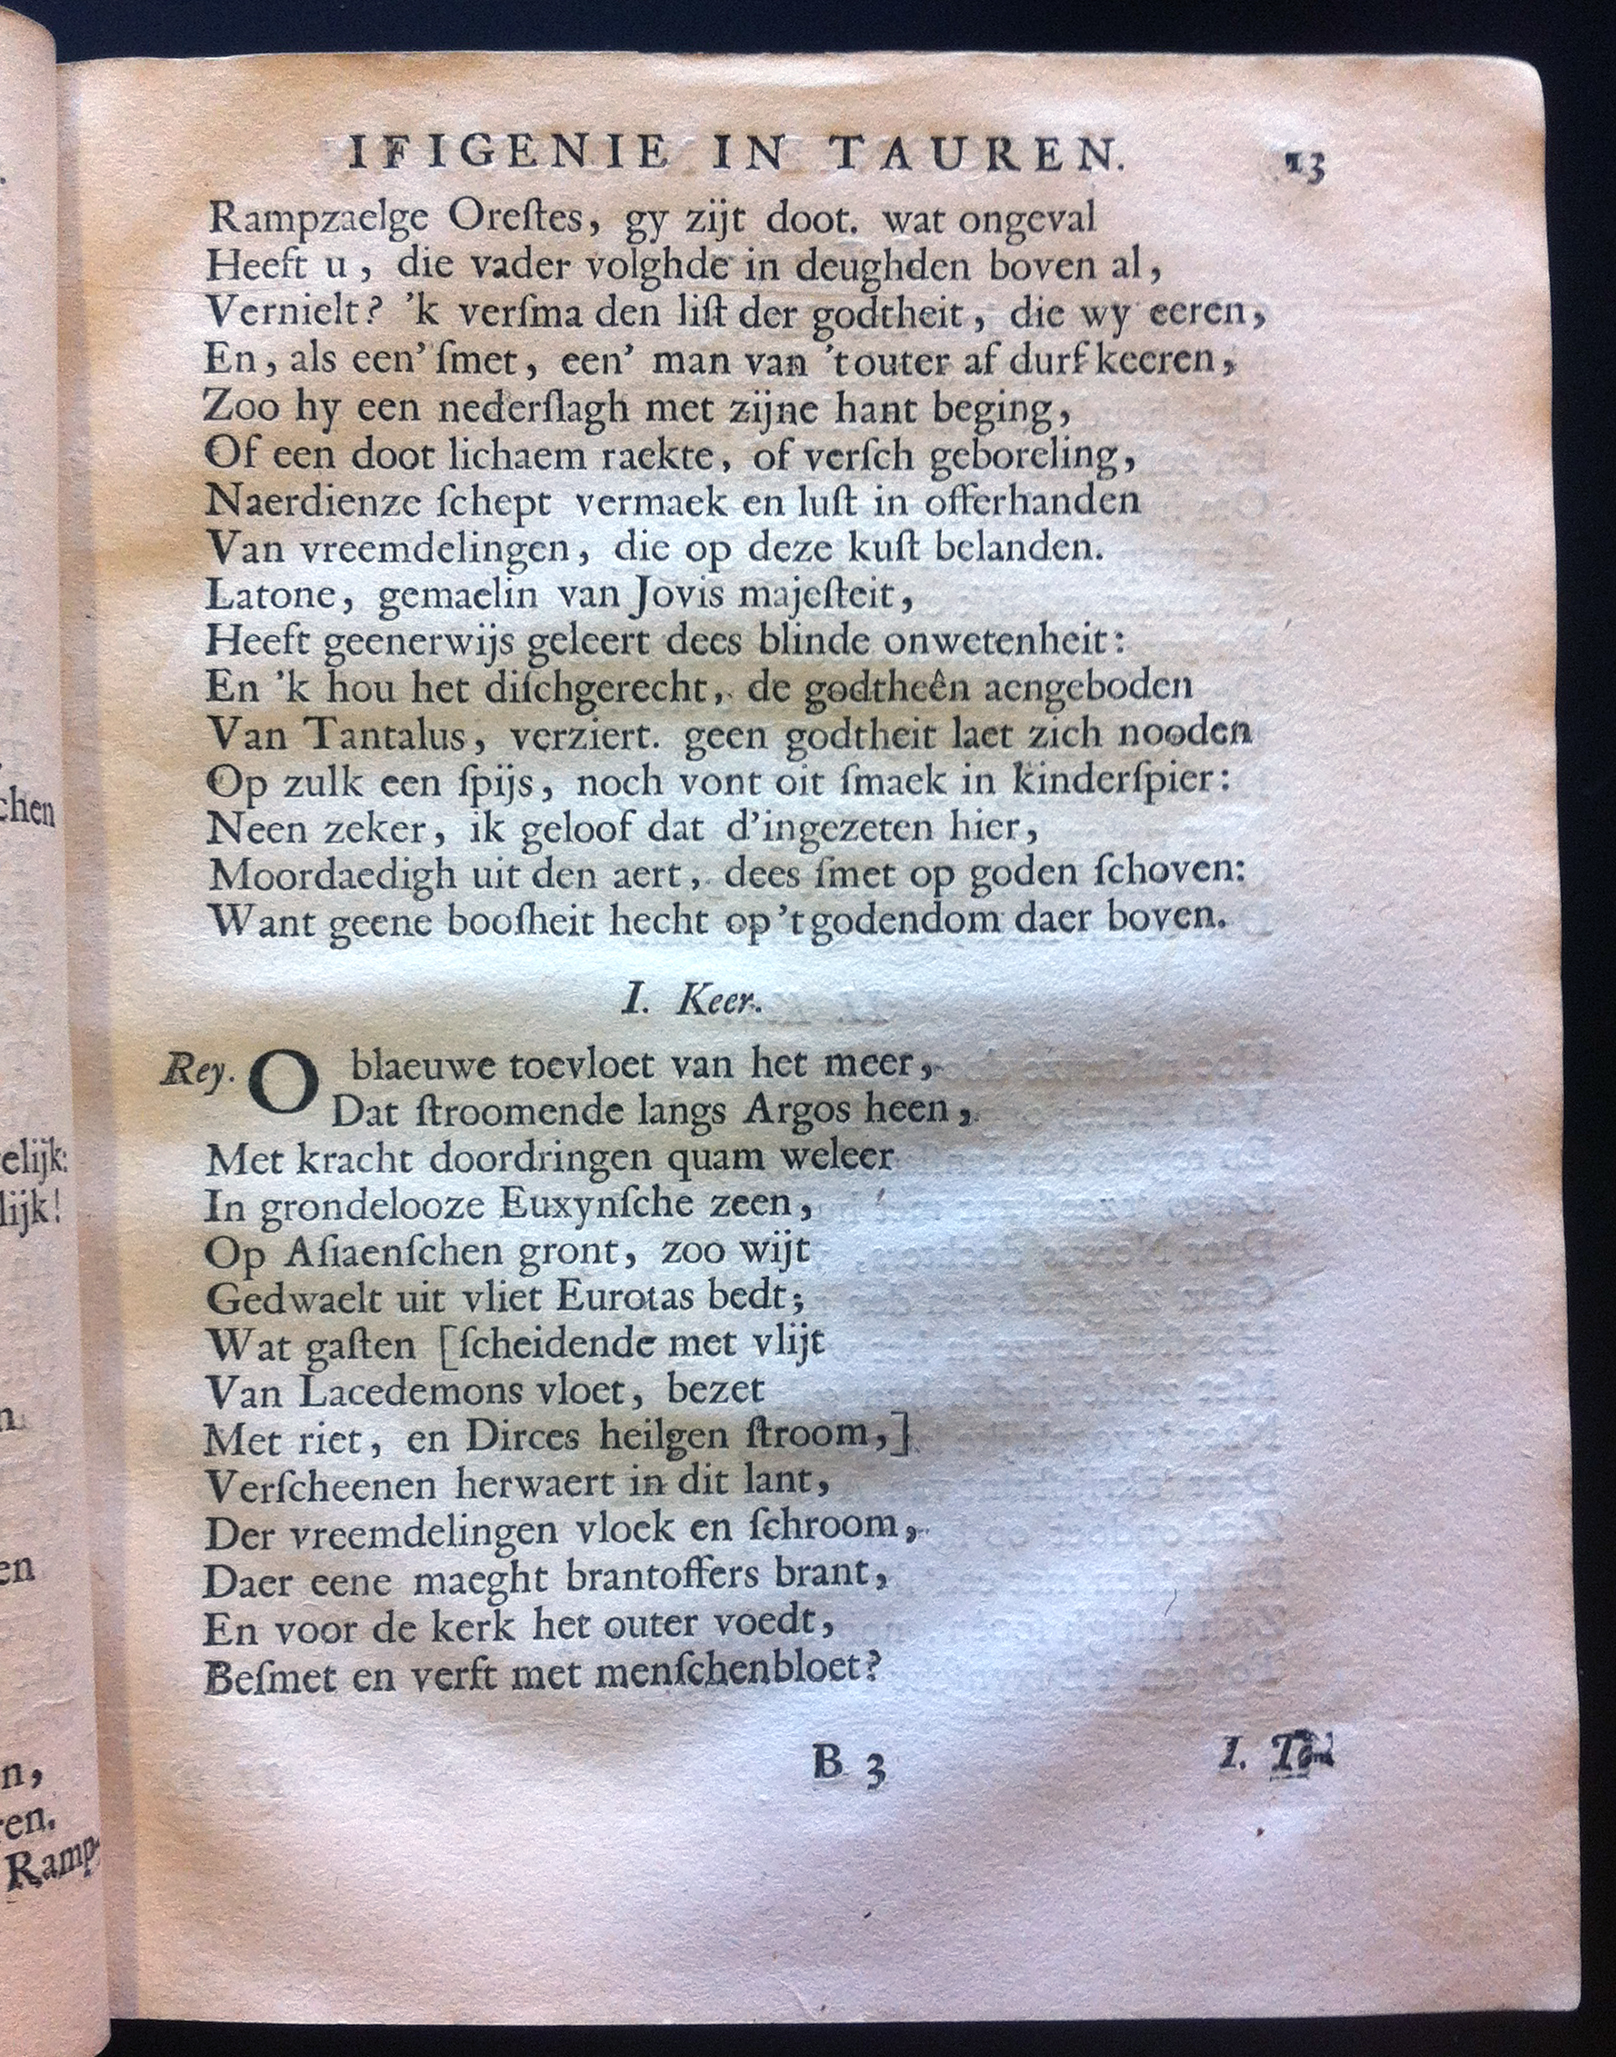 IFIGENIE IN TAUREN. 13
Rampzaelge Oreſtes, gy zijt doot. wat ongeval
Heeft u, die vader volghde in deughden boven al,
Vernielt? 'k verſma den liſt der godtheit, die wy eeren,
En, als een' ſmet, een' man van 't outer af durf keeren,
Zoo hy een nederſlagh met zijne hant beging,
Of een doot lichaem raekte, of verſch geboreling,
Naerdienze ſchept vermaek en luſt in offerhanden
Van vreemdelingen, die op deze kuſt belanden.
Latone, gemaelin van Jovis majeſteit,
Heeft geenerwijs geleert dees blinde onwetenheit:
En 'k hou het diſchgerecht, de godtheên aengeboden
Van Tantalus, verziert. geen godtheit laet zich nooden
Op zulk een ſpijs, noch vont oit ſmaek in kinderſpier:
Neen zeker, ik geloof dat d'ingezeten hier,
Moordaedigh uit den aert, dees ſmet op goden ſchoven:
Want geene boosheit hecht op 't godendom daer boven.
I. Keer.
Rey. O blaeuwe toevloet van het meer,
Dat ſtroomende langs Argos heen,
Met kracht doordringen quam weleer
In grondelooze Euxynſche zeen,
Op Aſiaenſchen gront, zoo wijt
Gedwaelt uit vliet Eurotas bedt;
Wat gaſten [ſcheidende met vlijt
Van Lacedemons vloet, bezet
Met riet, en Dirces heilgen ſtroom,]
Verſcheenen herwaert in dit lant,
Der vreemdelingen vloek en ſchroom,
Daer eene maeght brantoffers brant,
En voor de kerk het outer voedt,
Beſmet en verft met menſchenbloet?
B 3 I.
chen
elijk:
lijk!
n
en
n,
ren.
Ramp-